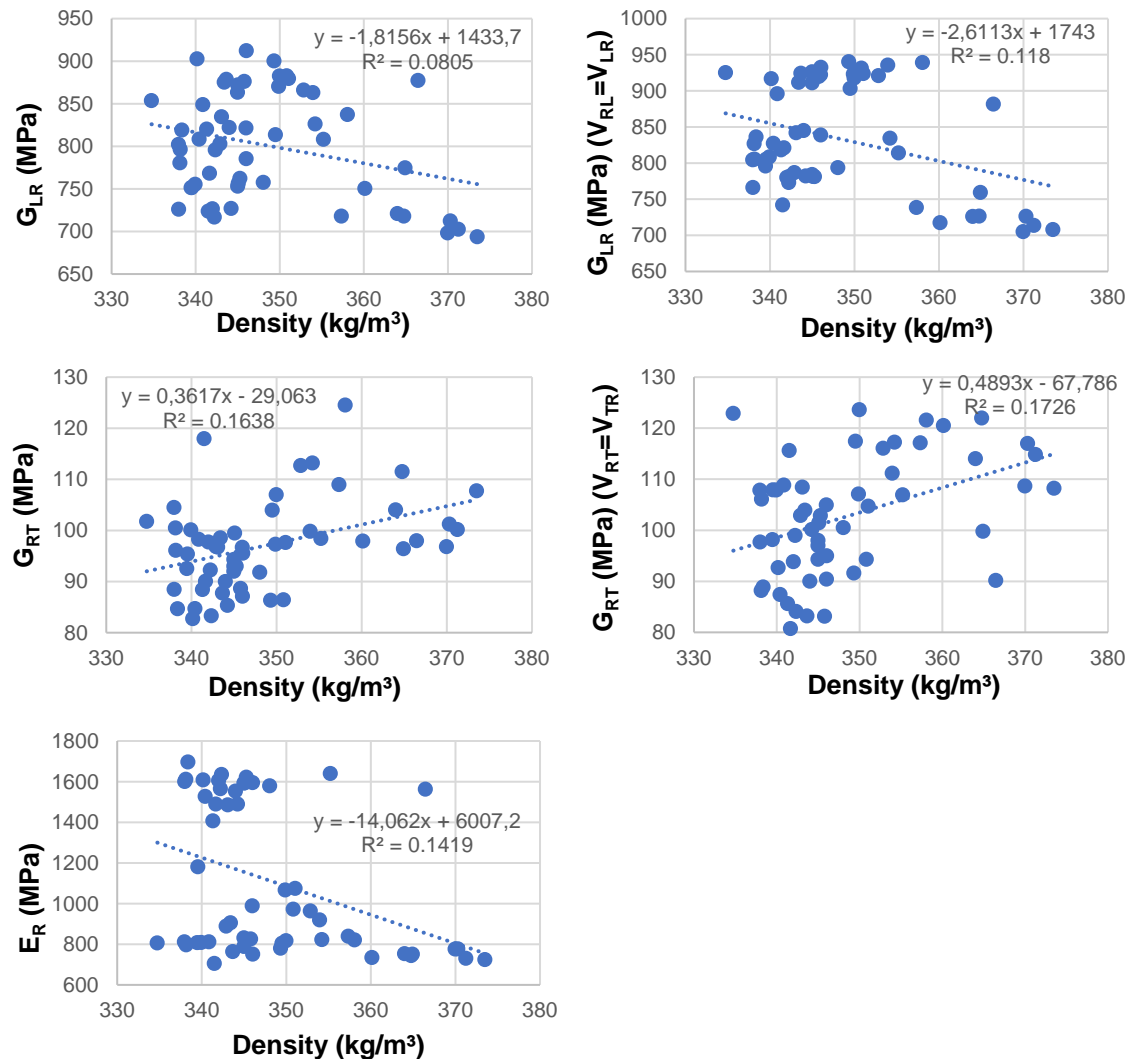 y = -1,8156x + 1433,7
R² = 0.0805
950
900
850
800
750
700
650
G_LR (MPa)
330 340 350 360 370 380
Density (kg/m³)
y = -2,6113x + 1743
R² = 0.118
1000
950
900
850
800
750
700
650
600
G_LR (MPa) (V_RL=V_LR)
330 340 350 360 370 380
Density (kg/m³)
y = 0,3617x - 29,063
R² = 0.1638
130
120
110
100
90
80
G_RT (MPa)
330 340 350 360 370 380
Density (kg/m³)
y = 0,4893x - 67,786
R² = 0.1726
130
120
110
100
90
80
G_RT (MPa) (V_RT=V_TR)
330 340 350 360 370 380
Density (kg/m³)
y = -14,062x + 6007,2
R² = 0.1419
1800
1600
1400
1200
1000
800
600
E_R (MPa)
330 340 350 360 370 380
Density (kg/m³)